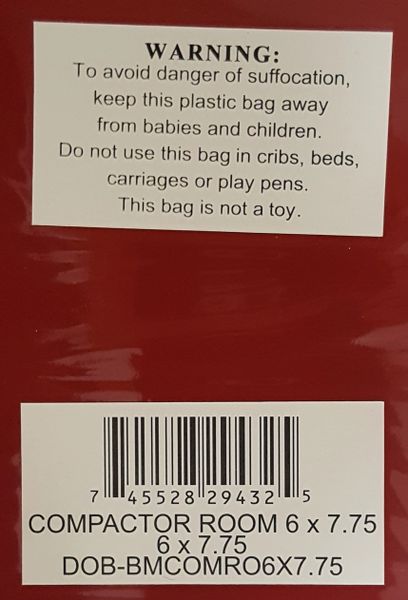 WARNING:
To avoid danger of suffocation,
keep this plastic bag away
from babies and children.
Do not use this bag in cribs, beds,
carriages or play pens.
This bag is not a toy.
7 45528 29432 5
COMPACTOR ROOM 6 x 7.75
6 x 7.75
DOB-BMCOMRO6X7.75